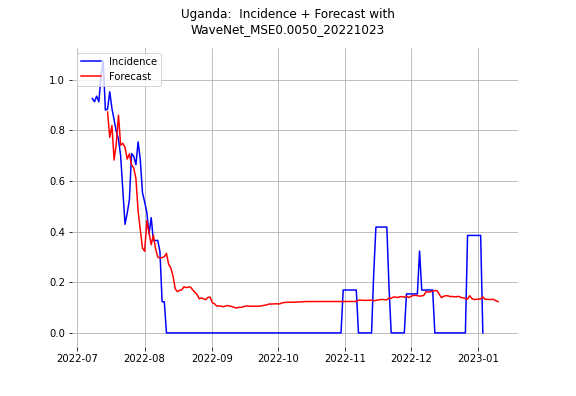 Uganda:  Incidence + Forecast with
WaveNet_MSE0.0050_20221023
Incidence
Forecast
1.0
0.8
0.6
0.4
0.2
0.0
2022-07 2022-08 2022-09 2022-10 2022-11 2022-12 2023-01